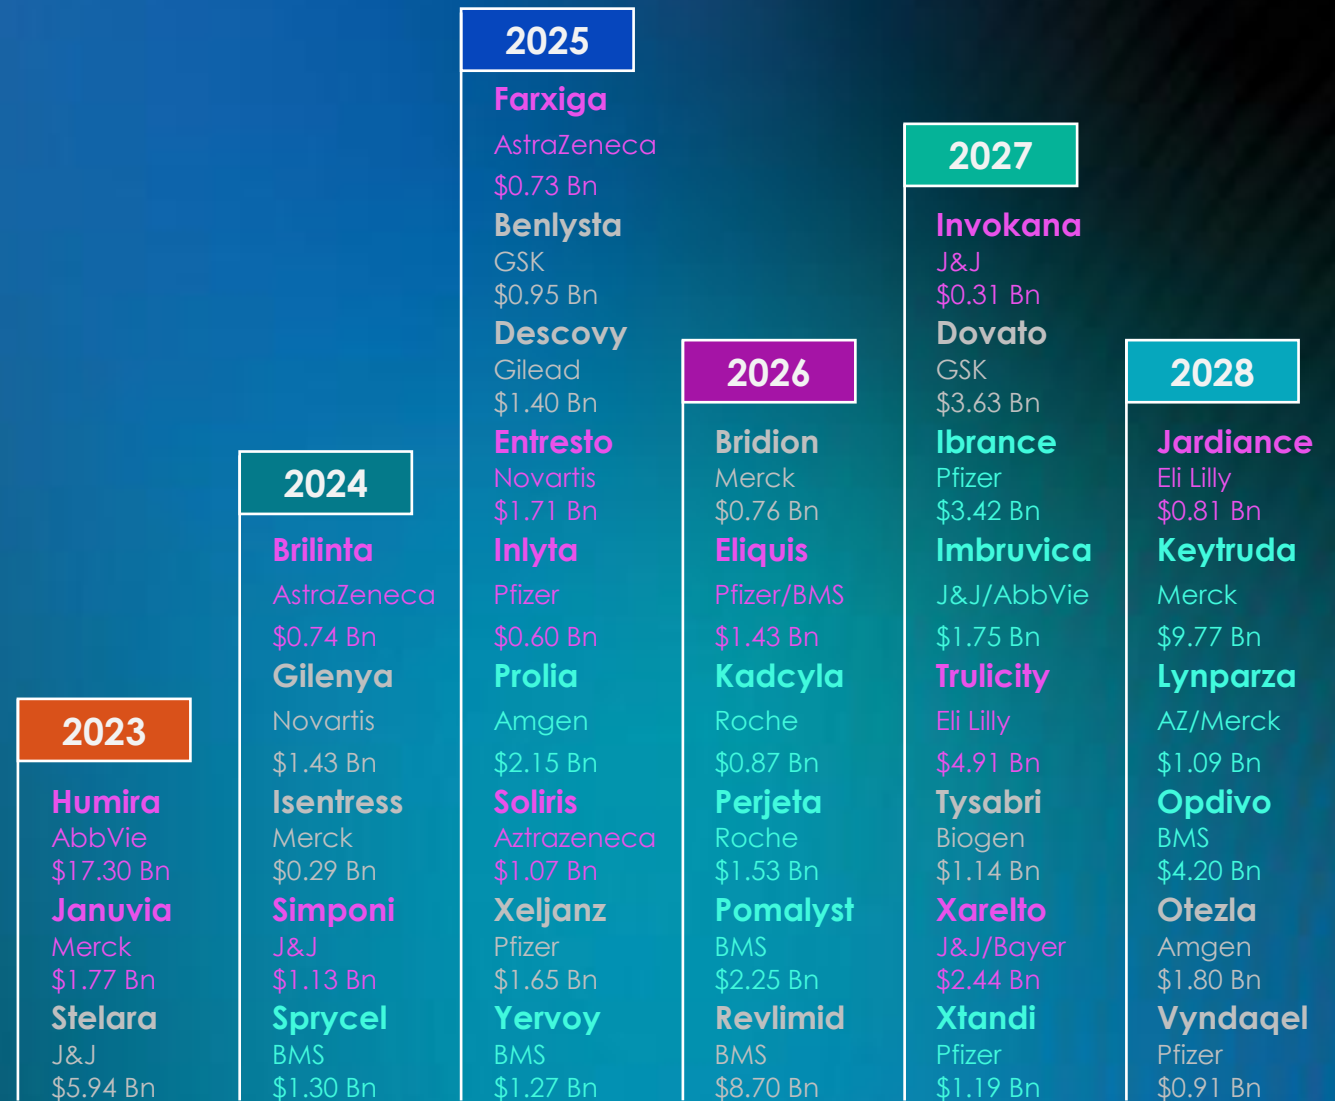 2023
Humira
AbbVie
$17.30 Bn
Januvia
Merck
$1.77 Bn
Stelara
J&J
$5.94 Bn
2024
Brilinta
AstraZeneca
$0.74 Bn
Gilenya
Novartis
$1.43 Bn
Isentress
Merck
$0.29 Bn
Simponi
J&J
$1.13 Bn
Sprycel
BMS
$1.30 Bn
2025
Farxiga
AstraZeneca
$0.73 Bn
Benlysta
GSK
$0.95 Bn
Descovy
Gilead
$1.40 Bn
Entresto
Novartis
$1.71 Bn
Inlyta
Pfizer
$0.60 Bn
Prolia
Amgen
$2.15 Bn
Soliris
Aztrazeneca
$1.07 Bn
Xeljanz
Pfizer
$1.65 Bn
Yervoy
BMS
$1.27 Bn
2026
Bridion
Merck
$0.76 Bn
Eliquis
Pfizer/BMS
$1.43 Bn
Kadcyla
Roche
$0.87 Bn
Perjeta
Roche
$1.53 Bn
Pomalyst
BMS
$2.25 Bn
Revlimid
BMS
$8.70 Bn
2027
Invokana
J&J
$0.31 Bn
Dovato
GSK
$3.63 Bn
Ibrance
Pfizer
$3.42 Bn
Imbruvica
J&J/AbbVie
$1.75 Bn
Trulicity
Eli Lilly
$4.91 Bn
Tysabri
Biogen
$1.14 Bn
Xarelto
J&J/Bayer
$2.44 Bn
Xtandi
Pfizer
$1.19 Bn
2028
Jardiance
Eli Lilly
$0.81 Bn
Keytruda
Merck
$9.77 Bn
Lynparza
AZ/Merck
$1.09 Bn
Opdivo
BMS
$4.20 Bn
Otezla
Amgen
$1.80 Bn
Vyndaqel
Pfizer
$0.91 Bn